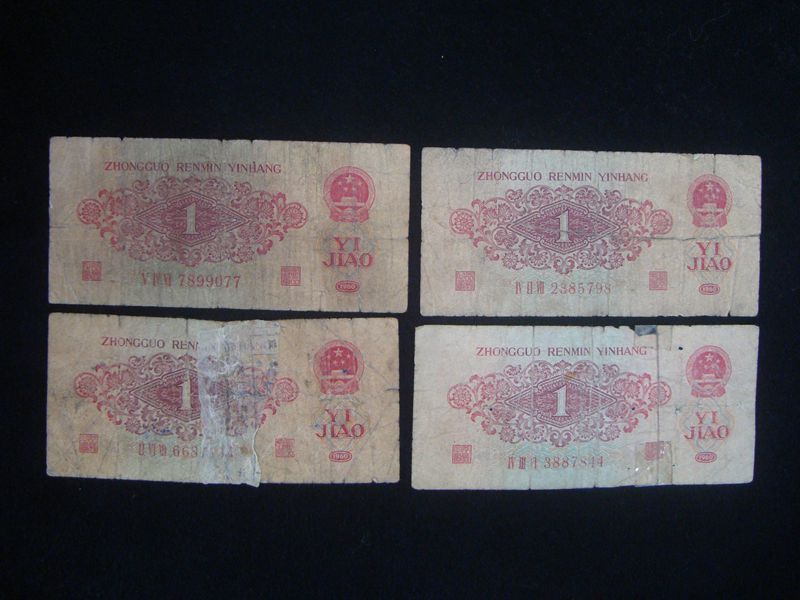 ZHONGGUO RENMIN YINHANG
1
YI
JIAO
7899077
1960
ZHONGGUO RENMIN YINHANG
1
YI
JIAO
2385798
1960
ZHONGGUO REN
1
YI
JIAO
1960
ZHONGGUO RENMIN YINHANG
1
YI
JIAO
3887844
1960